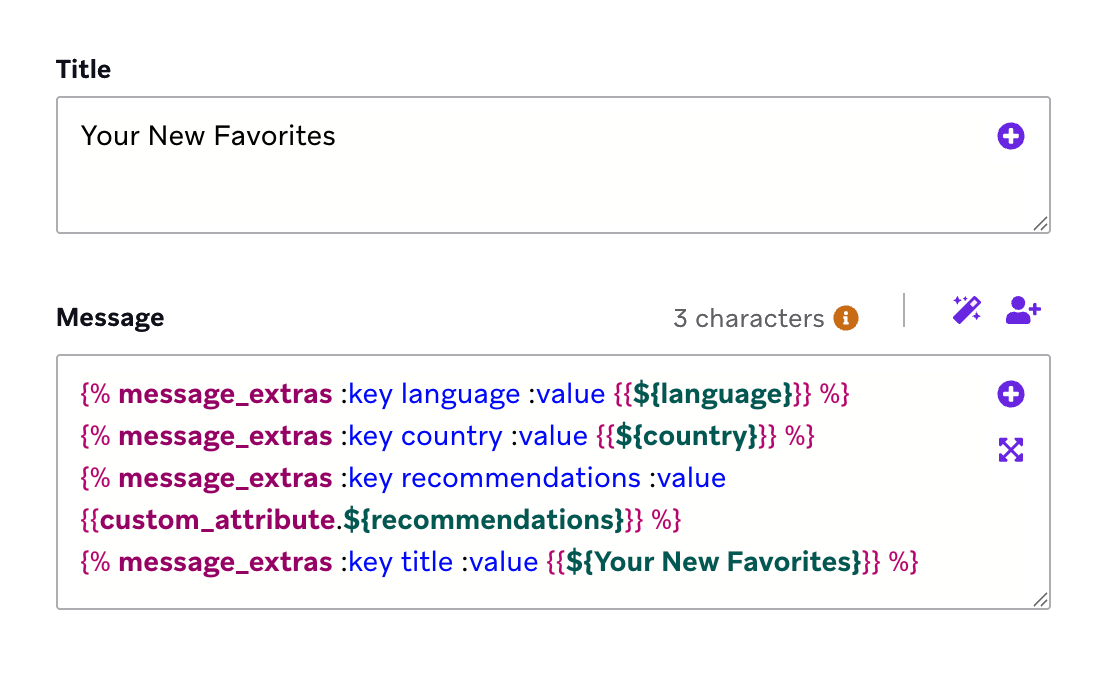 Title
Your New Favorites
Message
3 characters
{% message_extras :key language :value {{${language}}} %}
{% message_extras :key country :value {{${country}}} %}
{% message_extras :key recommendations :value
{{custom_attribute.${recommendations}}} %}
{% message_extras :key title :value {{${Your New Favorites}}} %}